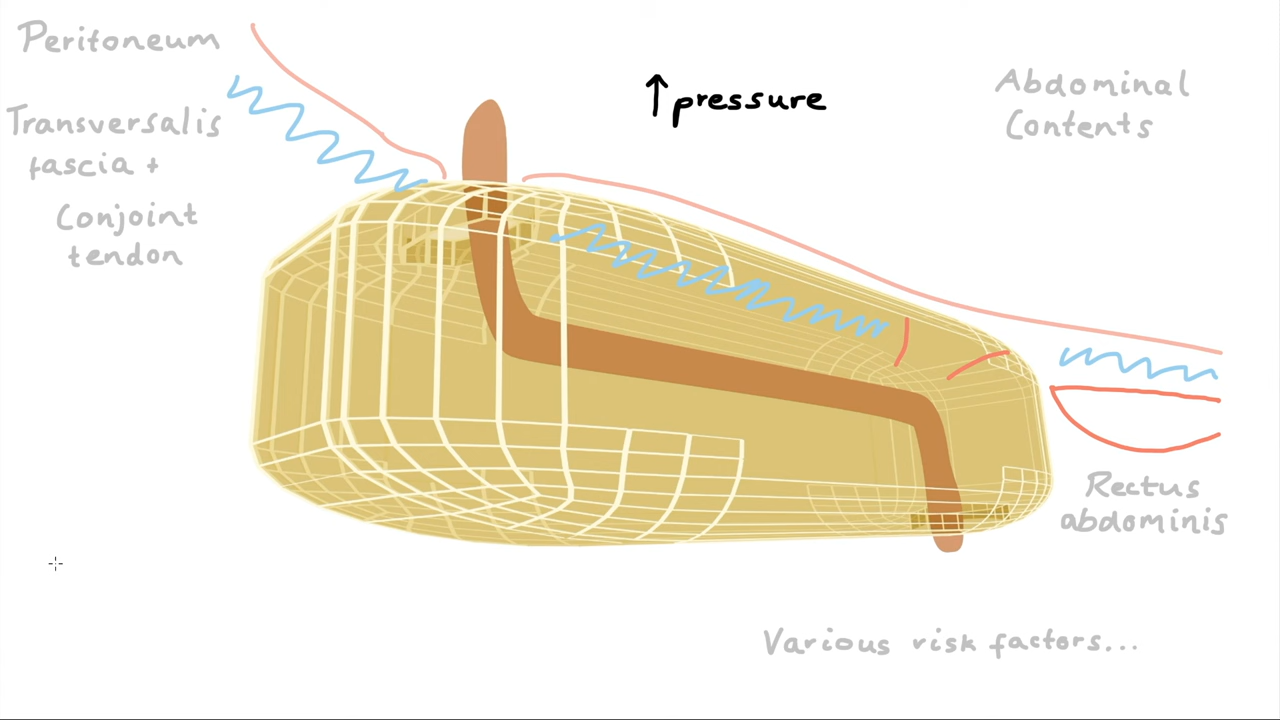 Peritoneum
Transversalis
fascia +
Conjoint
tendon
↑ pressure
Abdominal
Contents
Rectus
abdominis
Various risk factors...